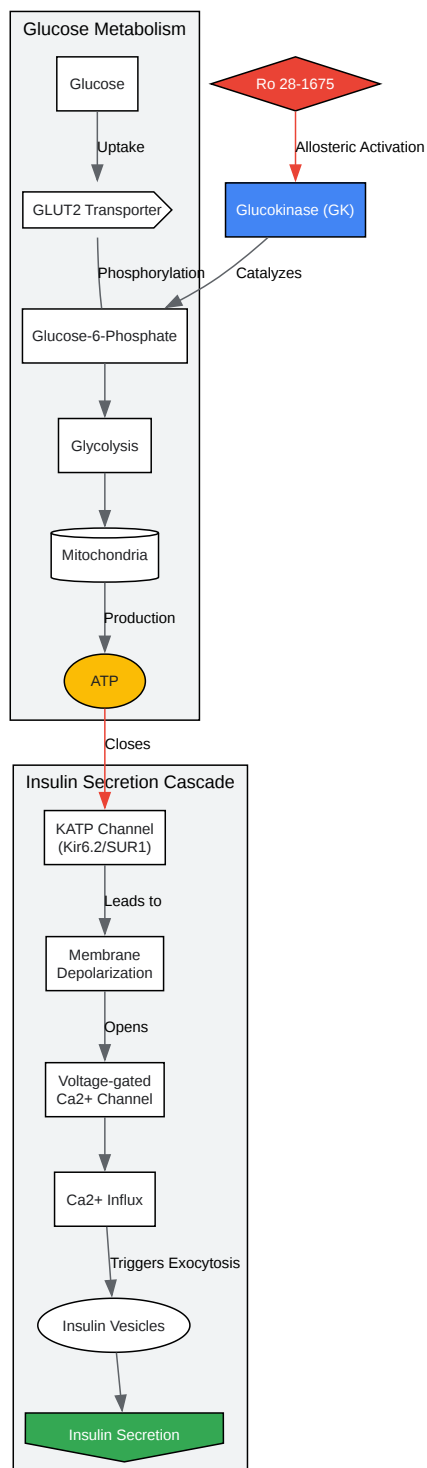 Glucose Metabolism
Glucose
Ro 28-1675
Uptake
Allosteric Activation
GLUT2 Transporter
Glucokinase (GK)
Phosphorylation
Catalyzes
Glucose-6-Phosphate
Glycolysis
Mitochondria
Production
ATP
Closes
Insulin Secretion Cascade
KATP Channel
(Kir6.2/SUR1)
Leads to
Membrane
Depolarization
Opens
Voltage-gated
Ca2+ Channel
Ca2+ Influx
Triggers Exocytosis
Insulin Vesicles
Insulin Secretion